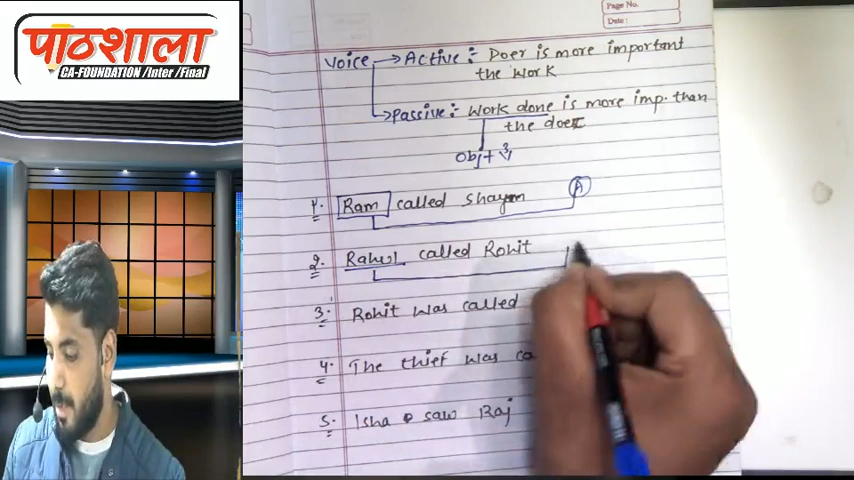 पाठशाला
CA-FOUNDATION/Inter/Final
Page No.
Date:
Voice → Active :- Doer is more important
the work
→ Passive :- Work done is more imp. than
the doer
Obj + V3
1. Ram called Shaym A
2. Rahul called Rohit
3. Rohit was called
4. The thief was
5. Isha saw Raj